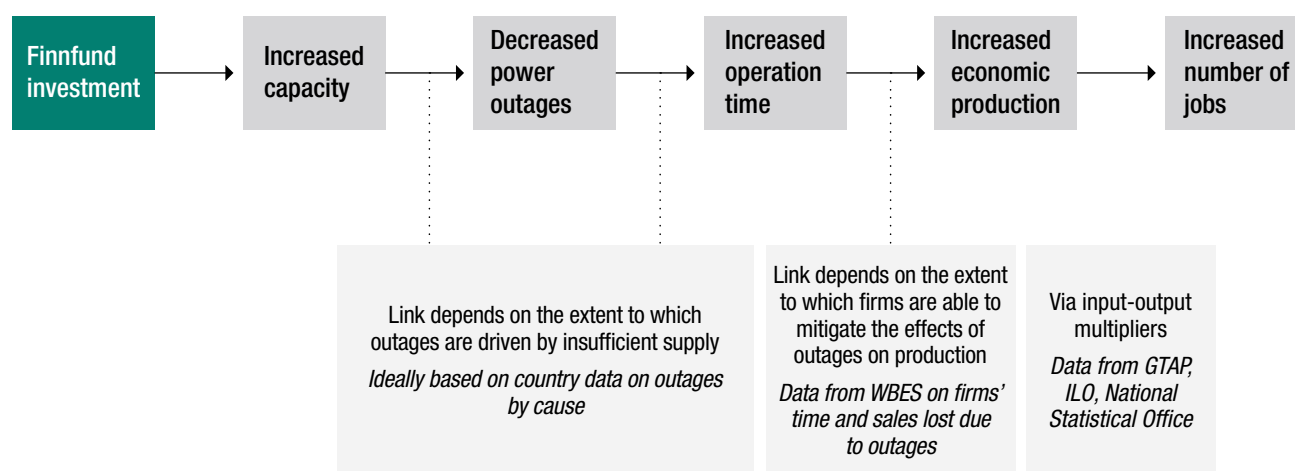 Finnfund
investment
Increased
capacity
Decreased
power
outages
Increased
operation
time
Increased
economic
production
Increased
number of
jobs
Link depends on the extent to which
outages are driven by insufficient supply
Ideally based on country data on outages
by cause
Link depends on the extent
to which firms are able to
mitigate the effects of
outages on production
Data from WBES on firms’
time and sales lost due
to outages
Via input-output
multipliers
Data from GTAP,
ILO, National
Statistical Office